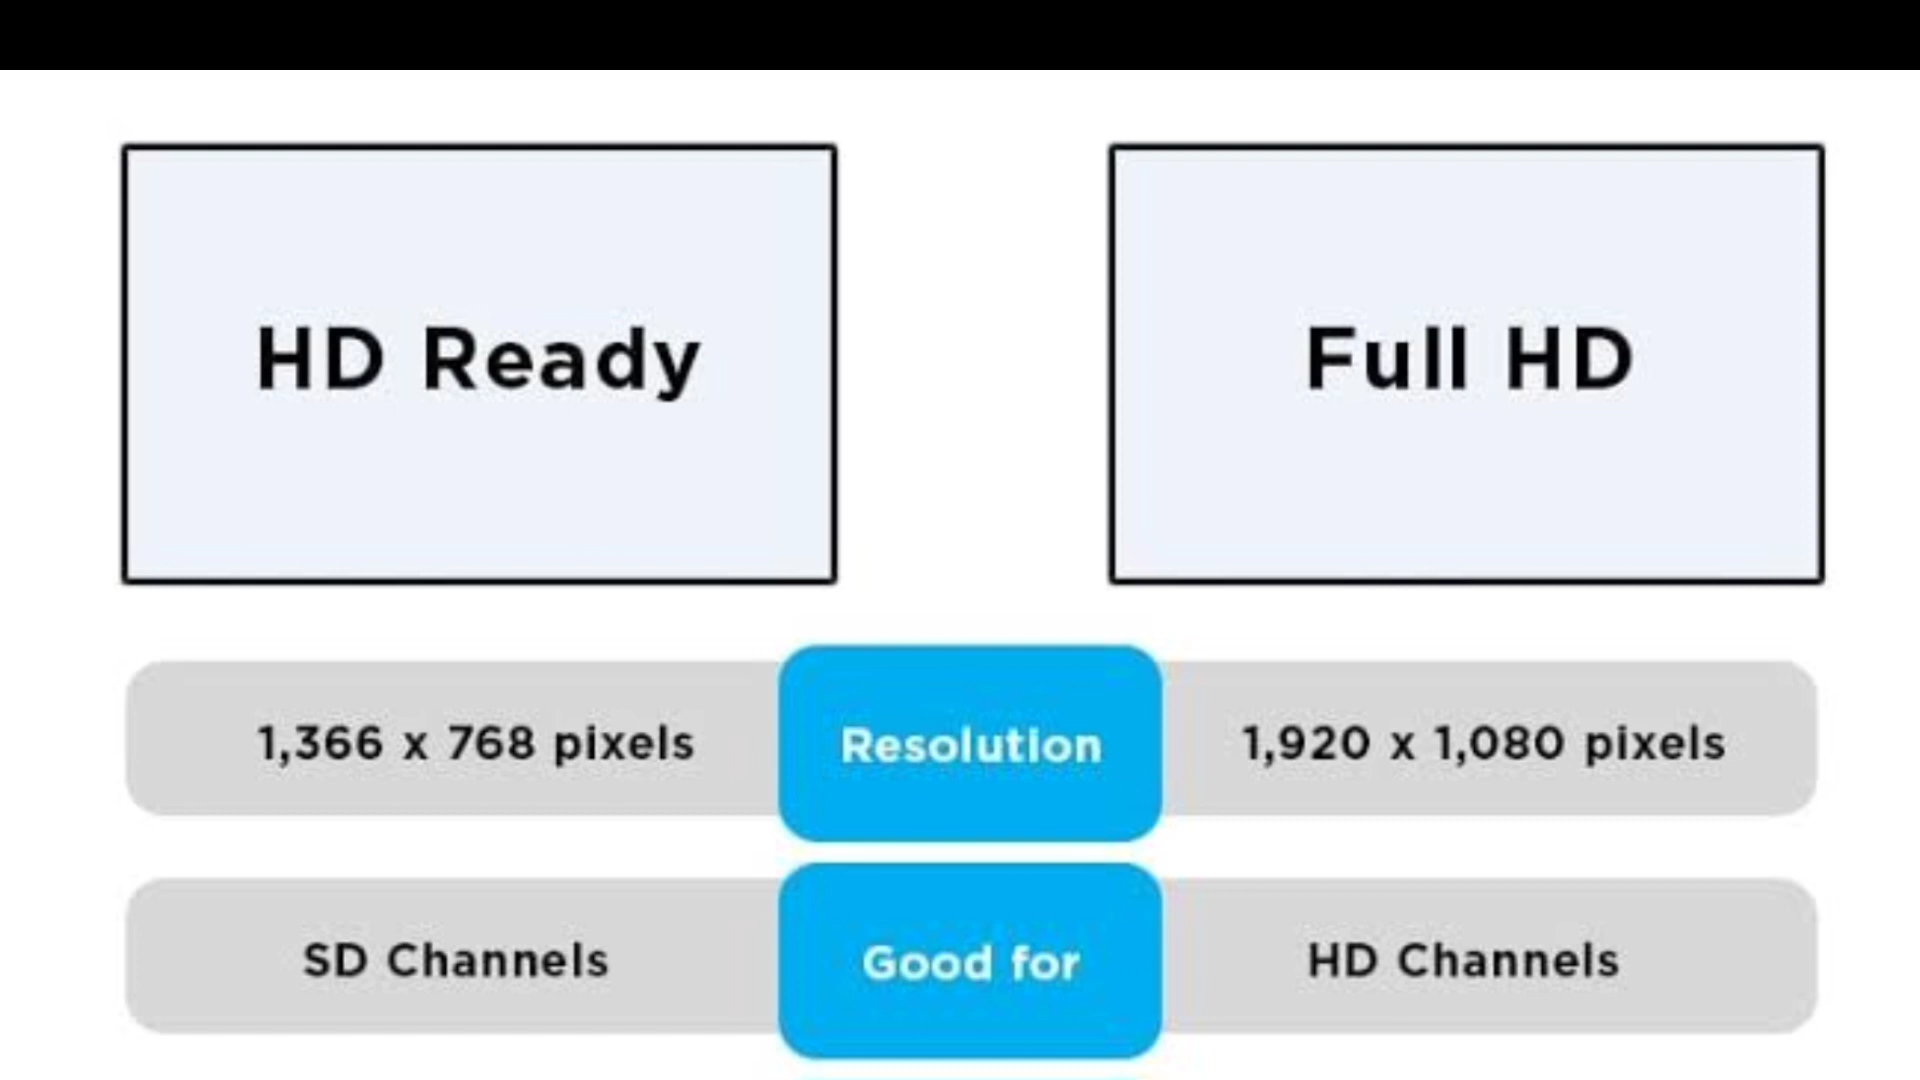 HD Ready
Full HD
1,366 x 768 pixels
Resolution
1,920 x 1,080 pixels
SD Channels
Good for
HD Channels